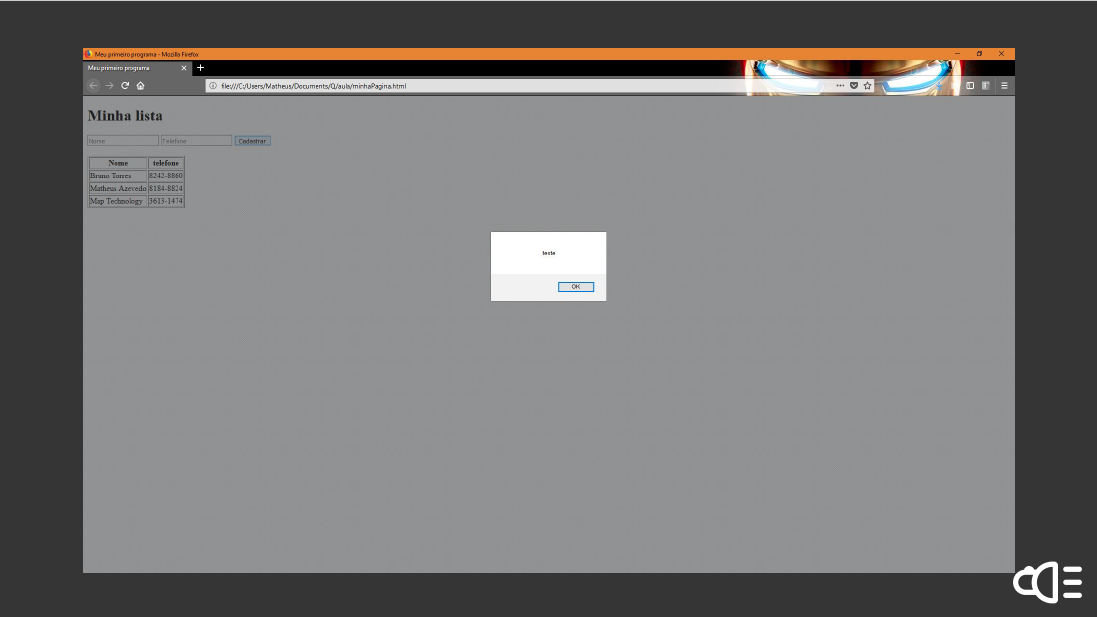 Meu primeiro programa - Mozilla Firefox
Meu primeiro programa
file:///C:/Users/Matheus/Documents/Q/aula/minhaPagina.html
Minha lista
Nome Telefone Cadastrar
Nome telefone
Bruno Torres 8242-8860
Matheus Azevedo 8184-8824
Map Technology 3613-1474
teste
OK